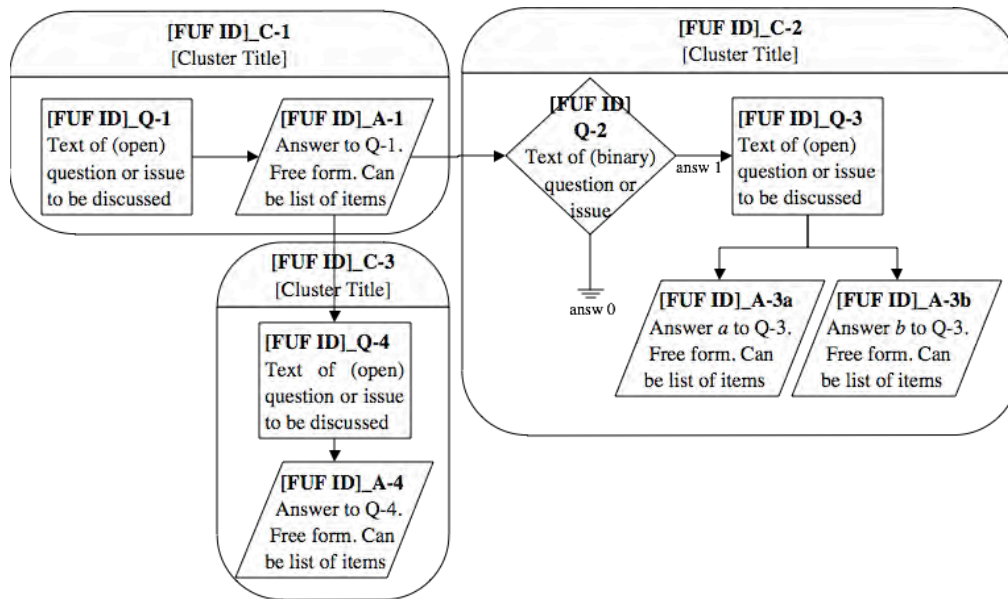 [FUF ID]_C-1
[Cluster Title]
[FUF ID]_Q-1
Text of (open)
question or issue
to be discussed
[FUF ID]_A-1
Answer to Q-1.
Free form. Can
be list of items
[FUF ID]_C-2
[Cluster Title]
[FUF ID]
Q-2
Text of (binary)
question or
issue
answ 1
answ 0
[FUF ID]_Q-3
Text of (open)
question or issue
to be discussed
[FUF ID]_A-3a
Answer a to Q-3.
Free form. Can
be list of items
[FUF ID]_A-3b
Answer b to Q-3.
Free form. Can
be list of items
[FUF ID]_C-3
[Cluster Title]
[FUF ID]_Q-4
Text of (open)
question or issue
to be discussed
[FUF ID]_A-4
Answer to Q-4.
Free form. Can
be list of items